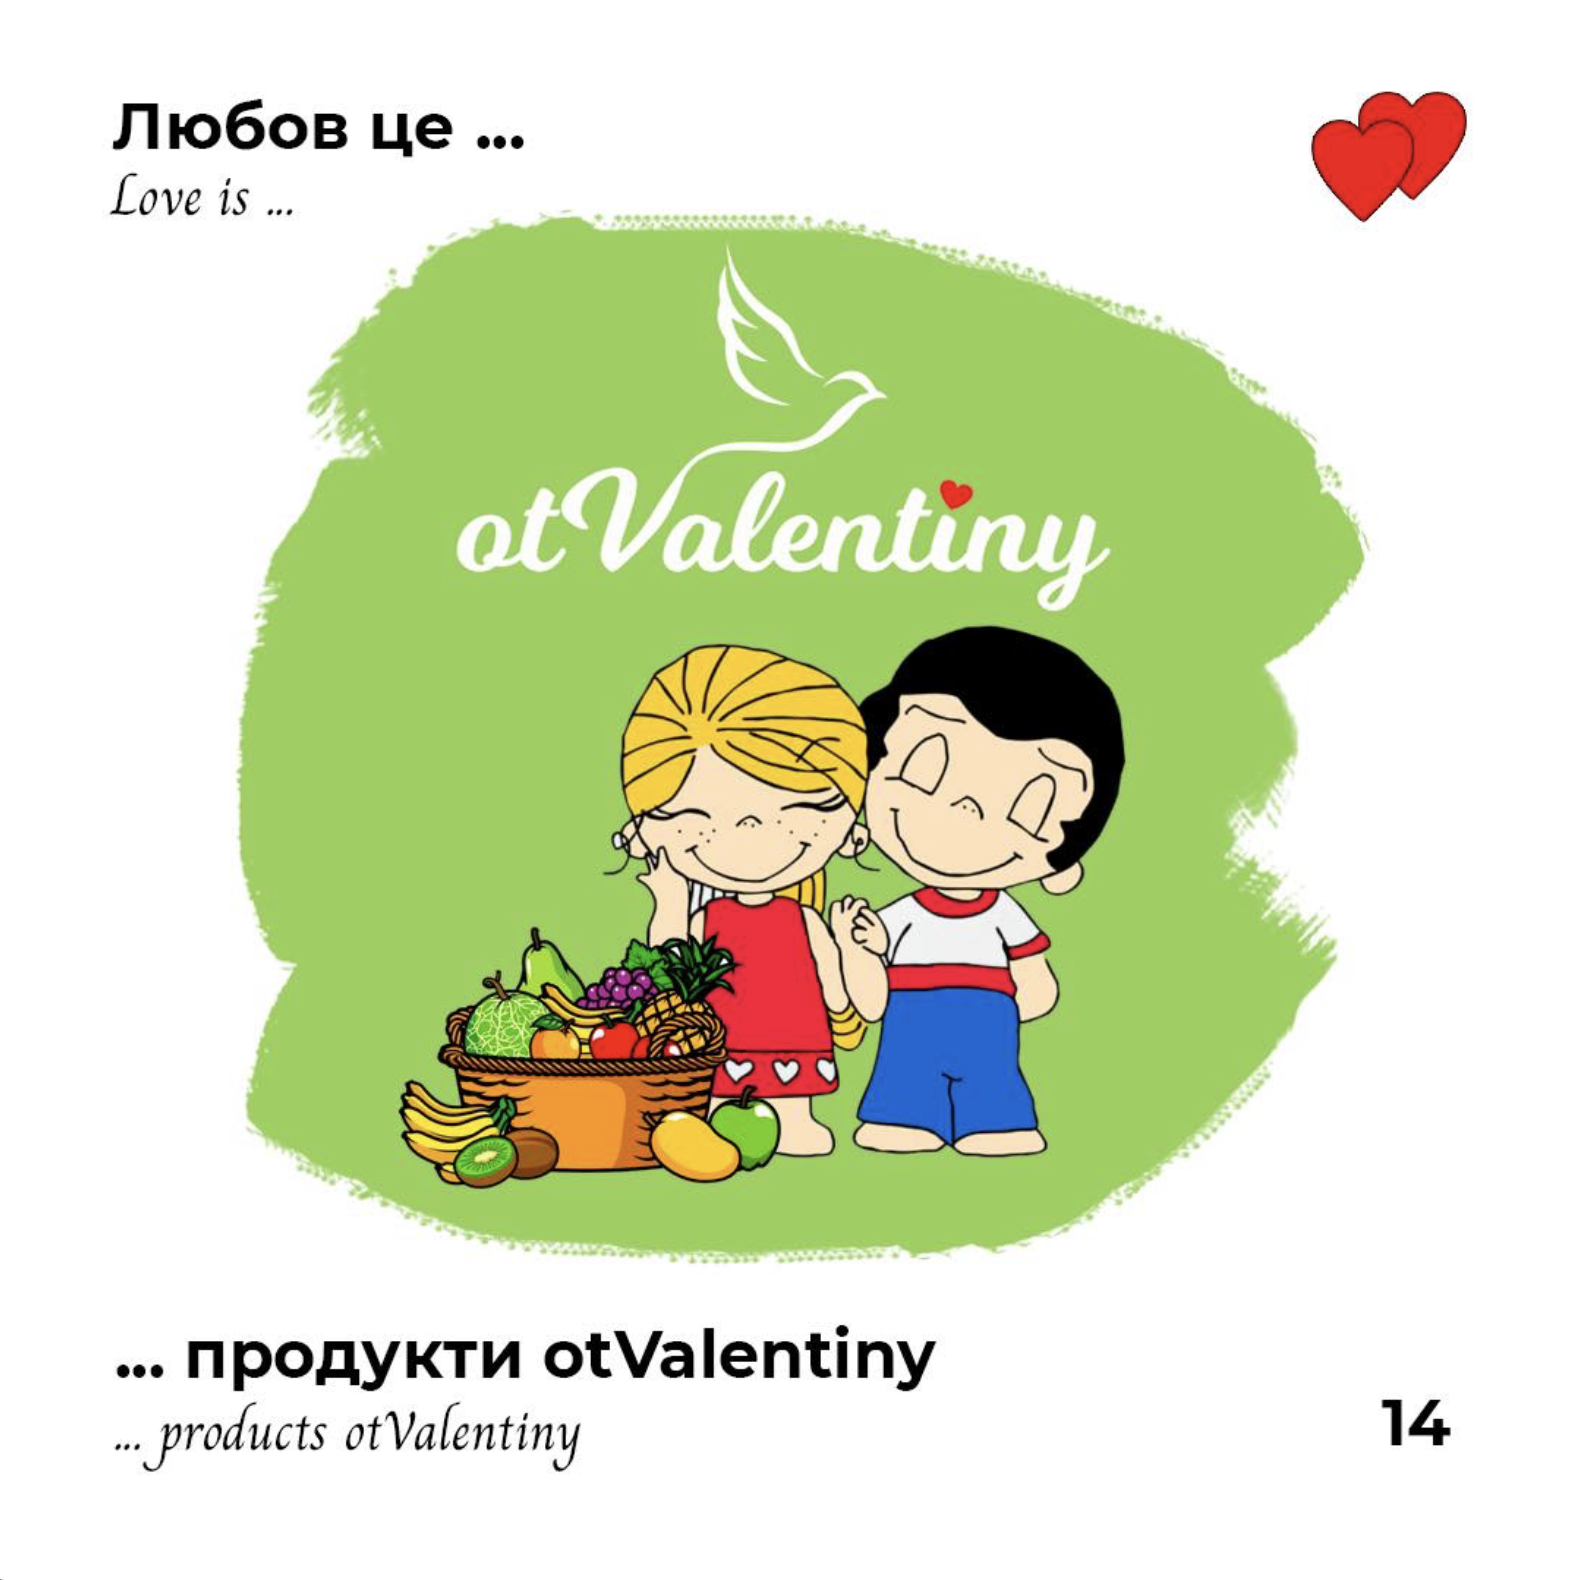 Любов це ...
Love is ...
otValentiny
... продукти otValentiny
... products otValentiny
14